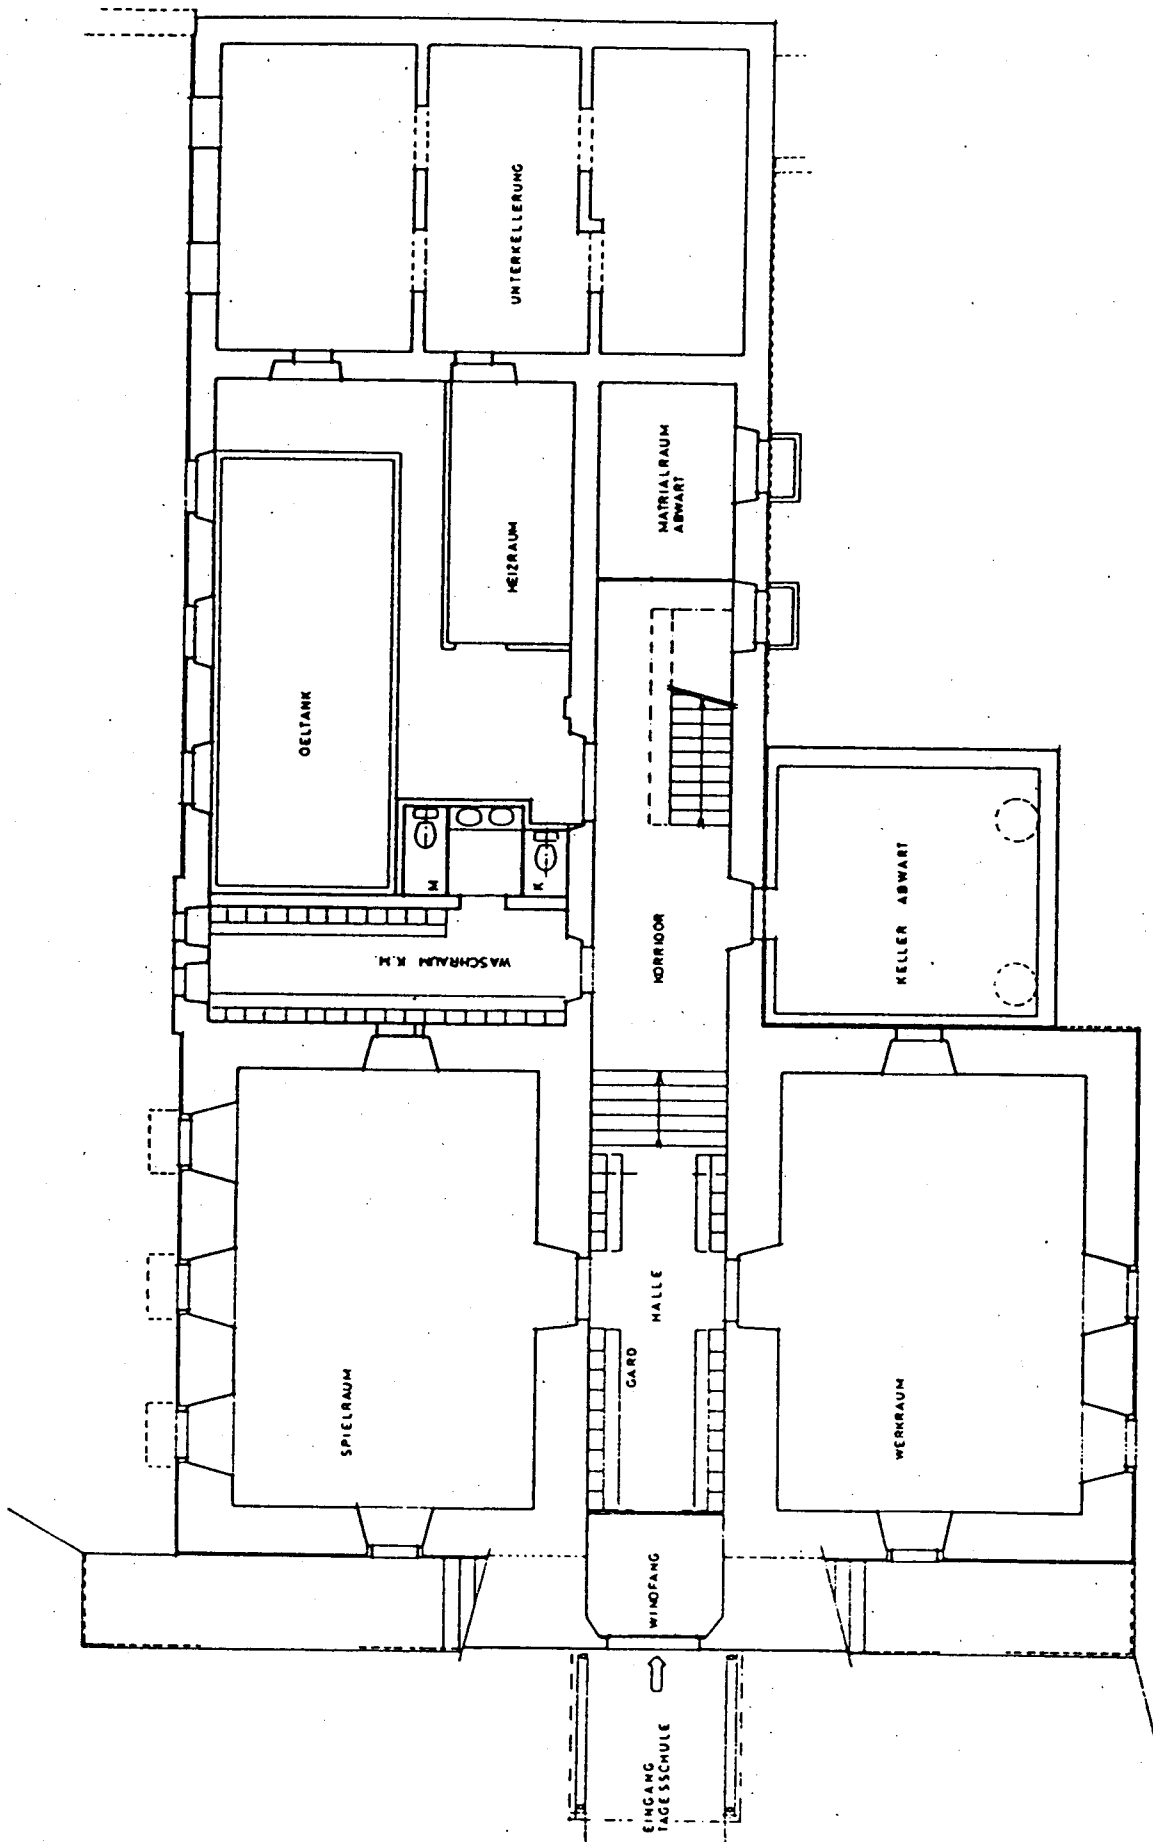 UNTERKELLERUNG
MATRIALRAUM
ABWART
HEIZRAUM
OELTANK
M
K
WASCHRAUM K.M.
KORRIDOR
KELLER ABWART
HALLE
GARD
SPIELRAUM
WERKRAUM
WINDFANG
EINGANG
TAGESSCHULE